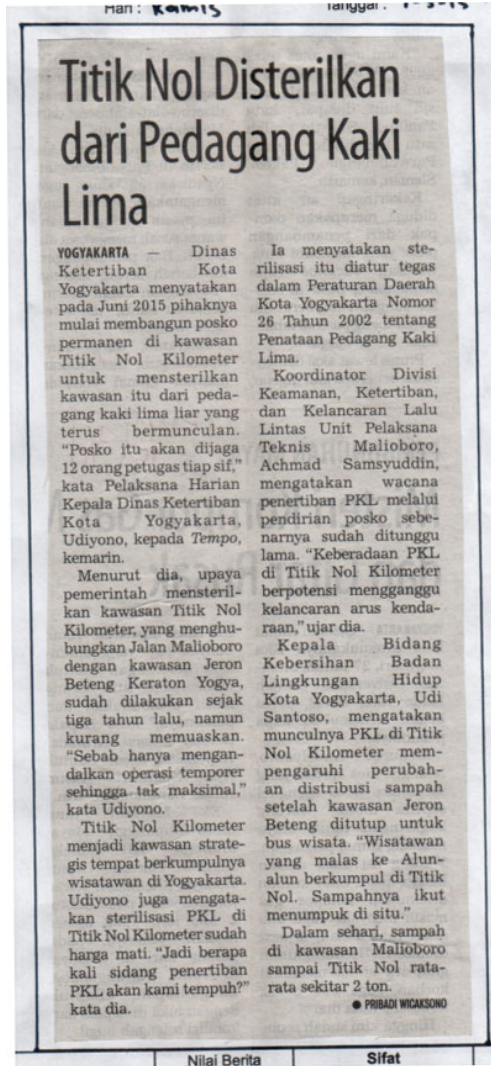 Hari : Kamis
Tanggal :
Titik Nol Disterilkan
dari Pedagang Kaki
Lima
YOGYAKARTA — Dinas
Ketertiban Kota
Yogyakarta menyatakan
pada Juni 2015 pihaknya
mulai membangun posko
permanen di kawasan
Titik Nol Kilometer
untuk mensterilkan
kawasan itu dari peda-
gang kaki lima liar yang
terus bermunculan.
“Posko itu akan dijaga
12 orang petugas tiap sif,”
kata Pelaksana Harian
Kepala Dinas Ketertiban
Kota Yogyakarta,
Udiyono, kepada Tempo,
kemarin.
Menurut dia, upaya
pemerintah mensteril-
kan kawasan Titik Nol
Kilometer, yang menghu-
bungkan Jalan Malioboro
dengan kawasan Jeron
Beteng Keraton Yogya,
sudah dilakukan sejak
tiga tahun lalu, namun
kurang memuaskan.
“Sebab hanya mengan-
dalkan operasi temporer
sehingga tak maksimal,”
kata Udiyono.
Titik Nol Kilometer
menjadi kawasan strate-
gis tempat berkumpulnya
wisatawan di Yogyakarta.
Udiyono juga mengata-
kan sterilisasi PKL di
Titik Nol Kilometer sudah
harga mati. “Jadi berapa
kali sidang penertiban
PKL akan kami tempuh?”
kata dia.
Ia menyatakan ste-
rilisasi itu diatur tegas
dalam Peraturan Daerah
Kota Yogyakarta Nomor
26 Tahun 2002 tentang
Penataan Pedagang Kaki
Lima.
Koordinator Divisi
Keamanan, Ketertiban,
dan Kelancaran Lalu
Lintas Unit Pelaksana
Teknis Malioboro,
Achmad Samsyuddin,
mengatakan wacana
penertiban PKL melalui
pendirian posko sebe-
narnya sudah ditunggu
lama. “Keberadaan PKL
di Titik Nol Kilometer
berpotensi mengganggu
kelancaran arus kenda-
raan,” ujar dia.
Kepala Bidang
Kebersihan Badan
Lingkungan Hidup
Kota Yogyakarta, Udi
Santoso, mengatakan
munculnya PKL di Titik
Nol Kilometer mem-
pengaruhi perubah-
an distribusi sampah
setelah kawasan Jeron
Beteng ditutup untuk
bus wisata. “Wisatawan
yang malas ke Alun-
alun berkumpul di Titik
Nol. Sampahnya ikut
menumpuk di situ.”
Dalam sehari, sampah
di kawasan Malioboro
sampai Titik Nol rata-
rata sekitar 2 ton.
● PRIBADI WICAKSONO
Nilai Berita
Sifat